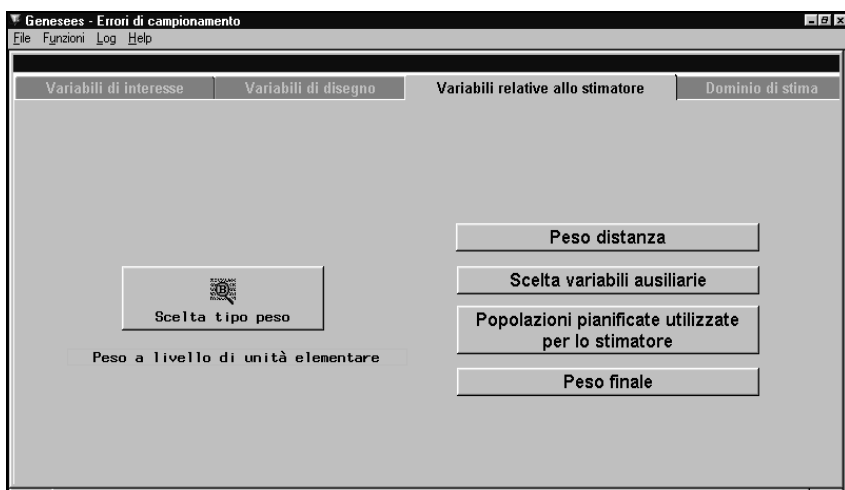 Genesees - Errori di campionamento
File Funzioni Log Help
Variabili di interesse Variabili di disegno Variabili relative allo stimatore Dominio di stima
Peso distanza
Scelta variabili ausiliarie
Scelta tipo peso
Popolazioni pianificate utilizzate
per lo stimatore
Peso a livello di unità elementare
Peso finale